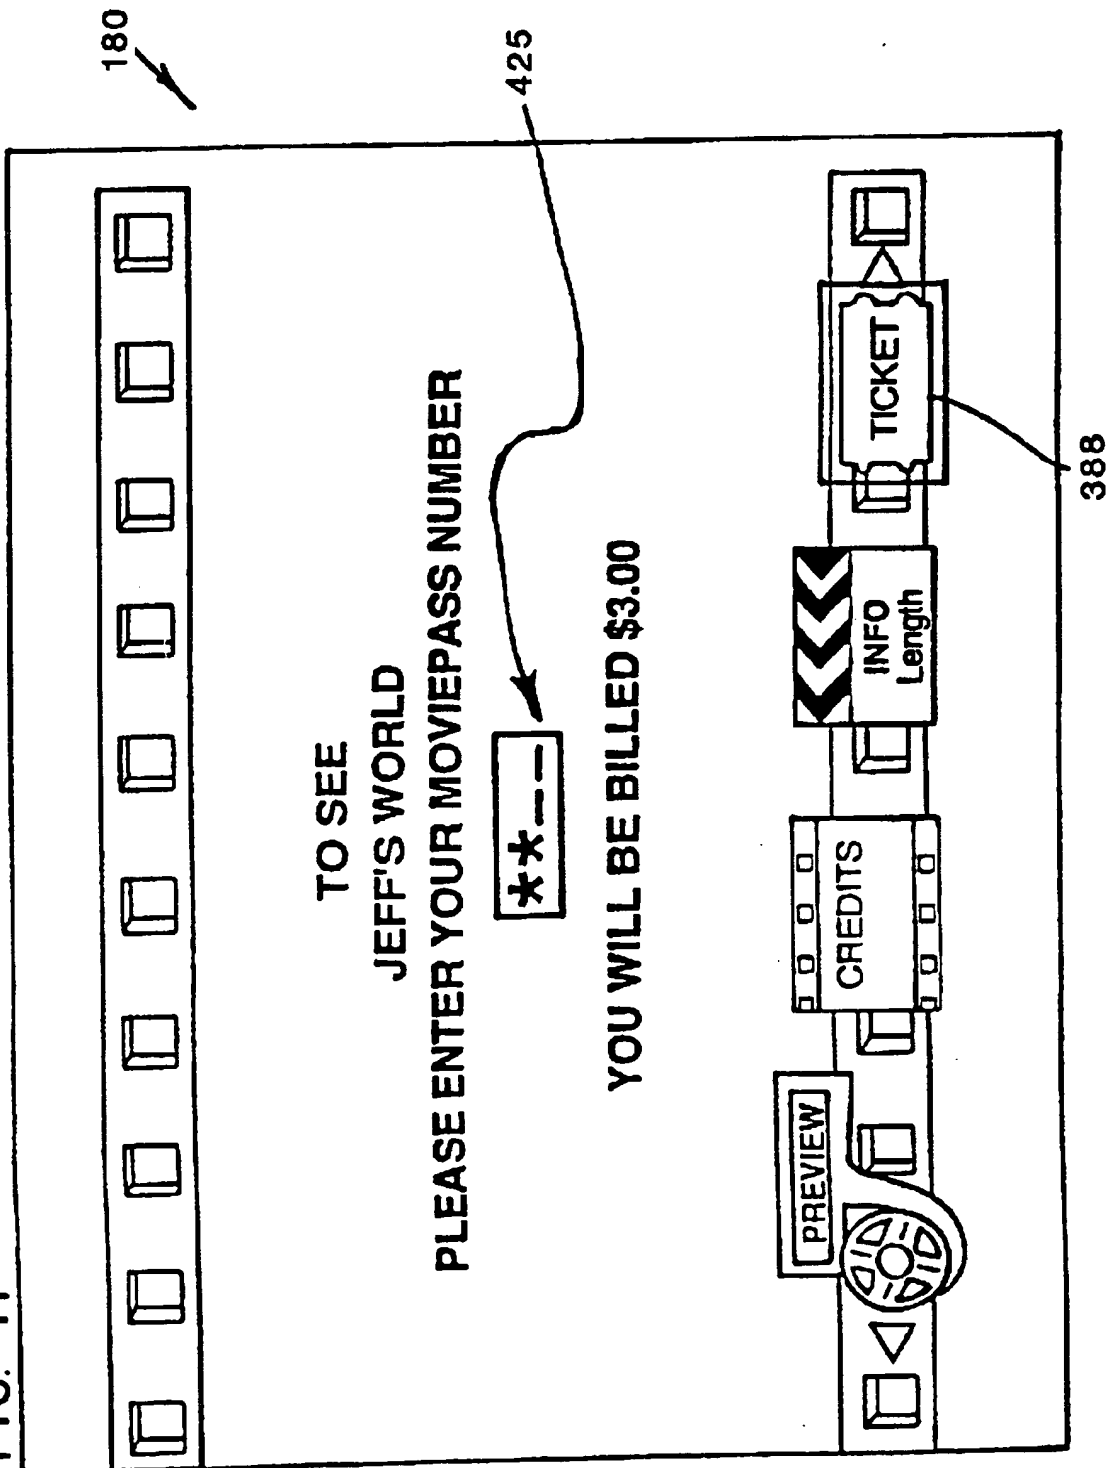 180
425
TO SEE
JEFF'S WORLD
PLEASE ENTER YOUR MOVIEPASS NUMBER
**__
YOU WILL BE BILLED $3.00
PREVIEW
CREDITS
INFO
Length
TICKET
388